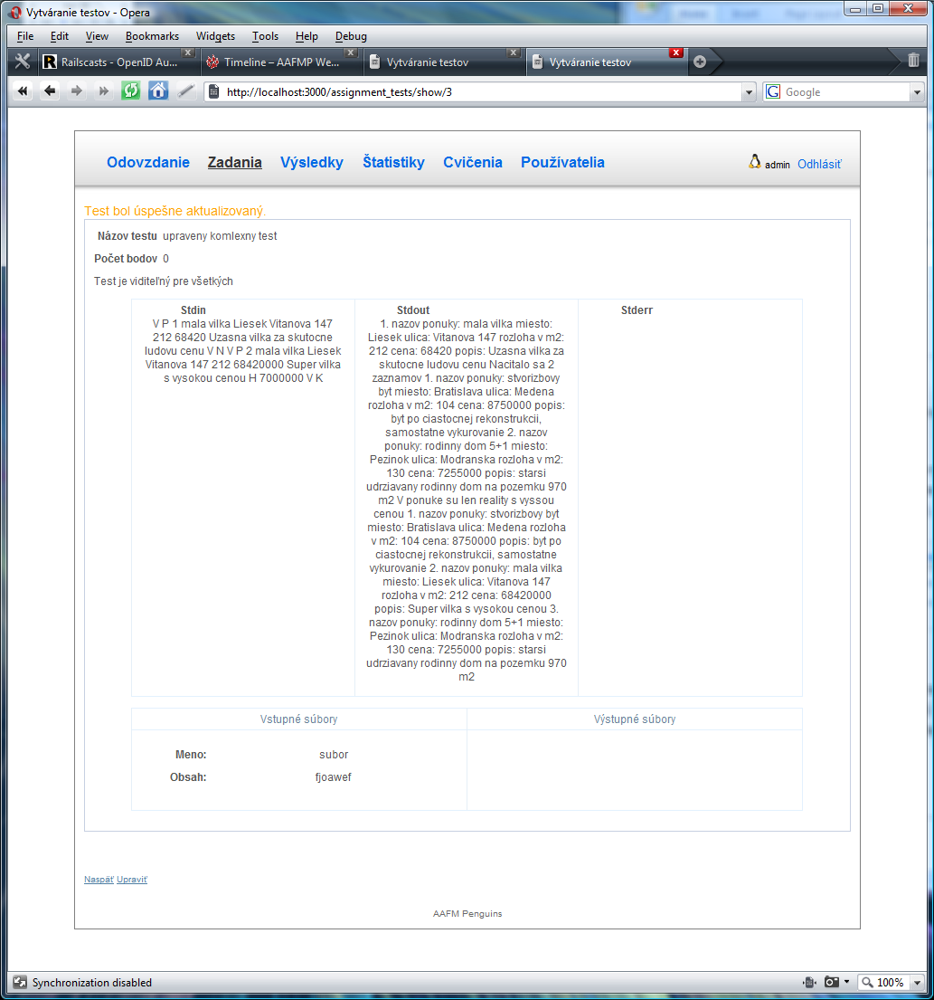 Vytváranie testov - Opera
File Edit View Bookmarks Widgets Tools Help Debug
Railscasts - OpenID Au... Timeline – AAFMP We... Vytváranie testov Vytváranie testov
http://localhost:3000/assignment_tests/show/3 Google
Odovzdanie Zadania Výsledky Štatistiky Cvičenia Používatelia admin Odhlásiť
Test bol úspešne aktualizovaný.
Názov testu upraveny komlexny test
Počet bodov 0
Test je viditeľný pre všetkých
Stdin
V P 1 mala vilka Liesek Vitanova 147
212 68420 Uzasna vilka za skutocne
ludovu cenu V N V P 2 mala vilka Liesek
Vitanova 147 212 68420000 Super vilka
s vysokou cenou H 7000000 V K
Stdout
1. nazov ponuky: mala vilka miesto:
Liesek ulica: Vitanova 147 rozloha v m2:
212 cena: 68420 popis: Uzasna vilka za
skutocne ludovu cenu Nacitalo sa 2
zaznamov 1. nazov ponuky: stvorizbovy
byt miesto: Bratislava ulica: Medena
rozloha v m2: 104 cena: 8750000 popis:
byt po ciastocnej rekonstrukcii,
samostatne vykurovanie 2. nazov
ponuky: rodinny dom 5+1 miesto:
Pezinok ulica: Modranska rozloha v m2:
130 cena: 7255000 popis: starsi
udrziavany rodinny dom na pozemku 970
m2 V ponuke su len reality s vyssou
cenou 1. nazov ponuky: stvorizbovy byt
miesto: Bratislava ulica: Medena rozloha
v m2: 104 cena: 8750000 popis: byt po
ciastocnej rekonstrukcii, samostatne
vykurovanie 2. nazov ponuky: mala vilka
miesto: Liesek ulica: Vitanova 147
rozloha v m2: 212 cena: 68420000
popis: Super vilka s vysokou cenou 3.
nazov ponuky: rodinny dom 5+1 miesto:
Pezinok ulica: Modranska rozloha v m2:
130 cena: 7255000 popis: starsi
udrziavany rodinny dom na pozemku 970
m2
Stderr
Vstupné súbory Výstupné súbory
Meno: subor
Obsah: fjoawef
Naspäť Upraviť
AAFM Penguins
Synchronization disabled 100%